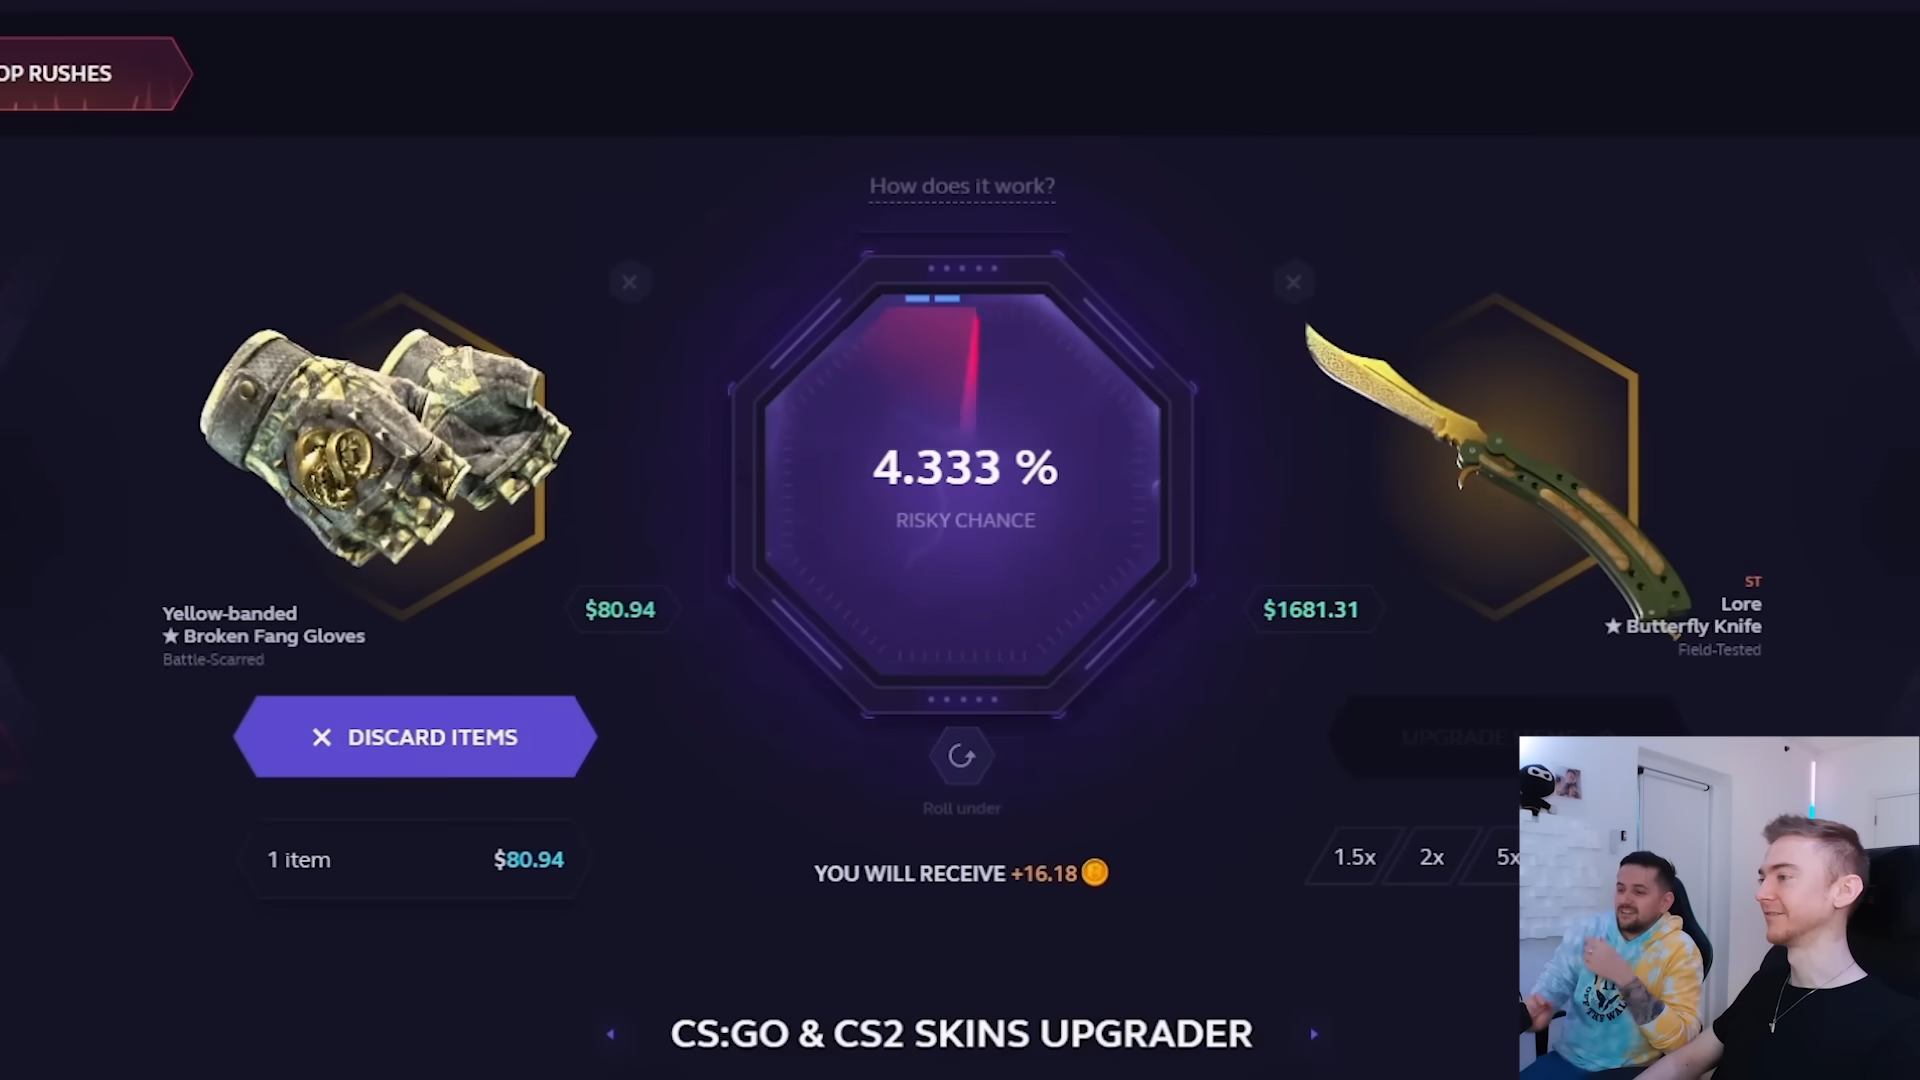 OP RUSHES
How does it work?
4.333 %
RISKY CHANCE
Yellow-banded
★ Broken Fang Gloves
Battle-Scarred
$80.94
$1681.31
ST
Lore
★ Butterfly Knife
Field-Tested
✕ DISCARD ITEMS
UPGRADE
Roll under
1 item $80.94
YOU WILL RECEIVE +16.18
1.5x 2x 5x
CS:GO & CS2 SKINS UPGRADER